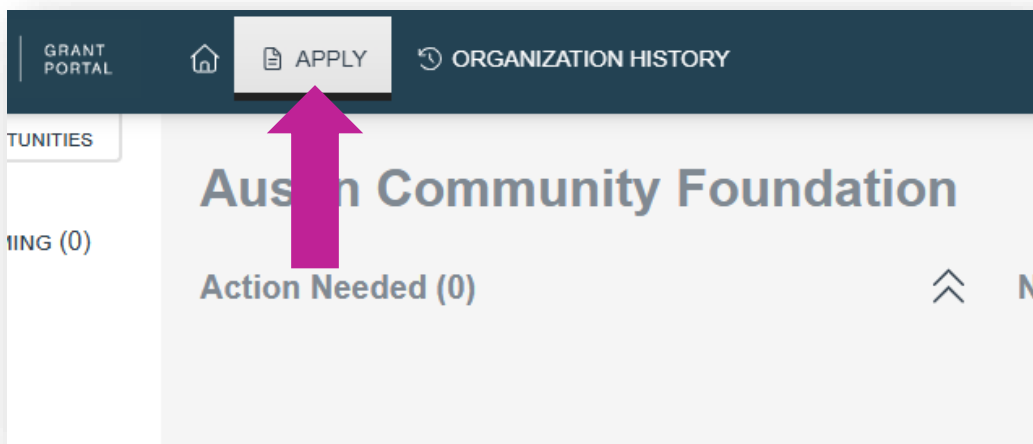 GRANT
PORTAL
APPLY
ORGANIZATION HISTORY
TUNITIES
Aus n Community Foundation
MING (0)
Action Needed (0)
N